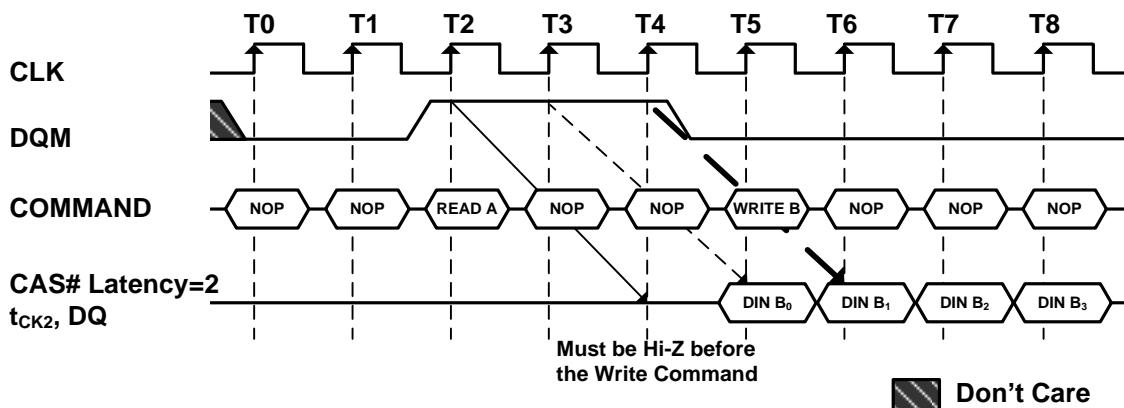 T0 T1 T2 T3 T4 T5 T6 T7 T8
CLK
DQM
COMMAND NOP NOP READ A NOP NOP WRITE B NOP NOP NOP
CAS# Latency=2
tCK2, DQ DIN B0 DIN B1 DIN B2 DIN B3
Must be Hi-Z before
the Write Command
Don't Care